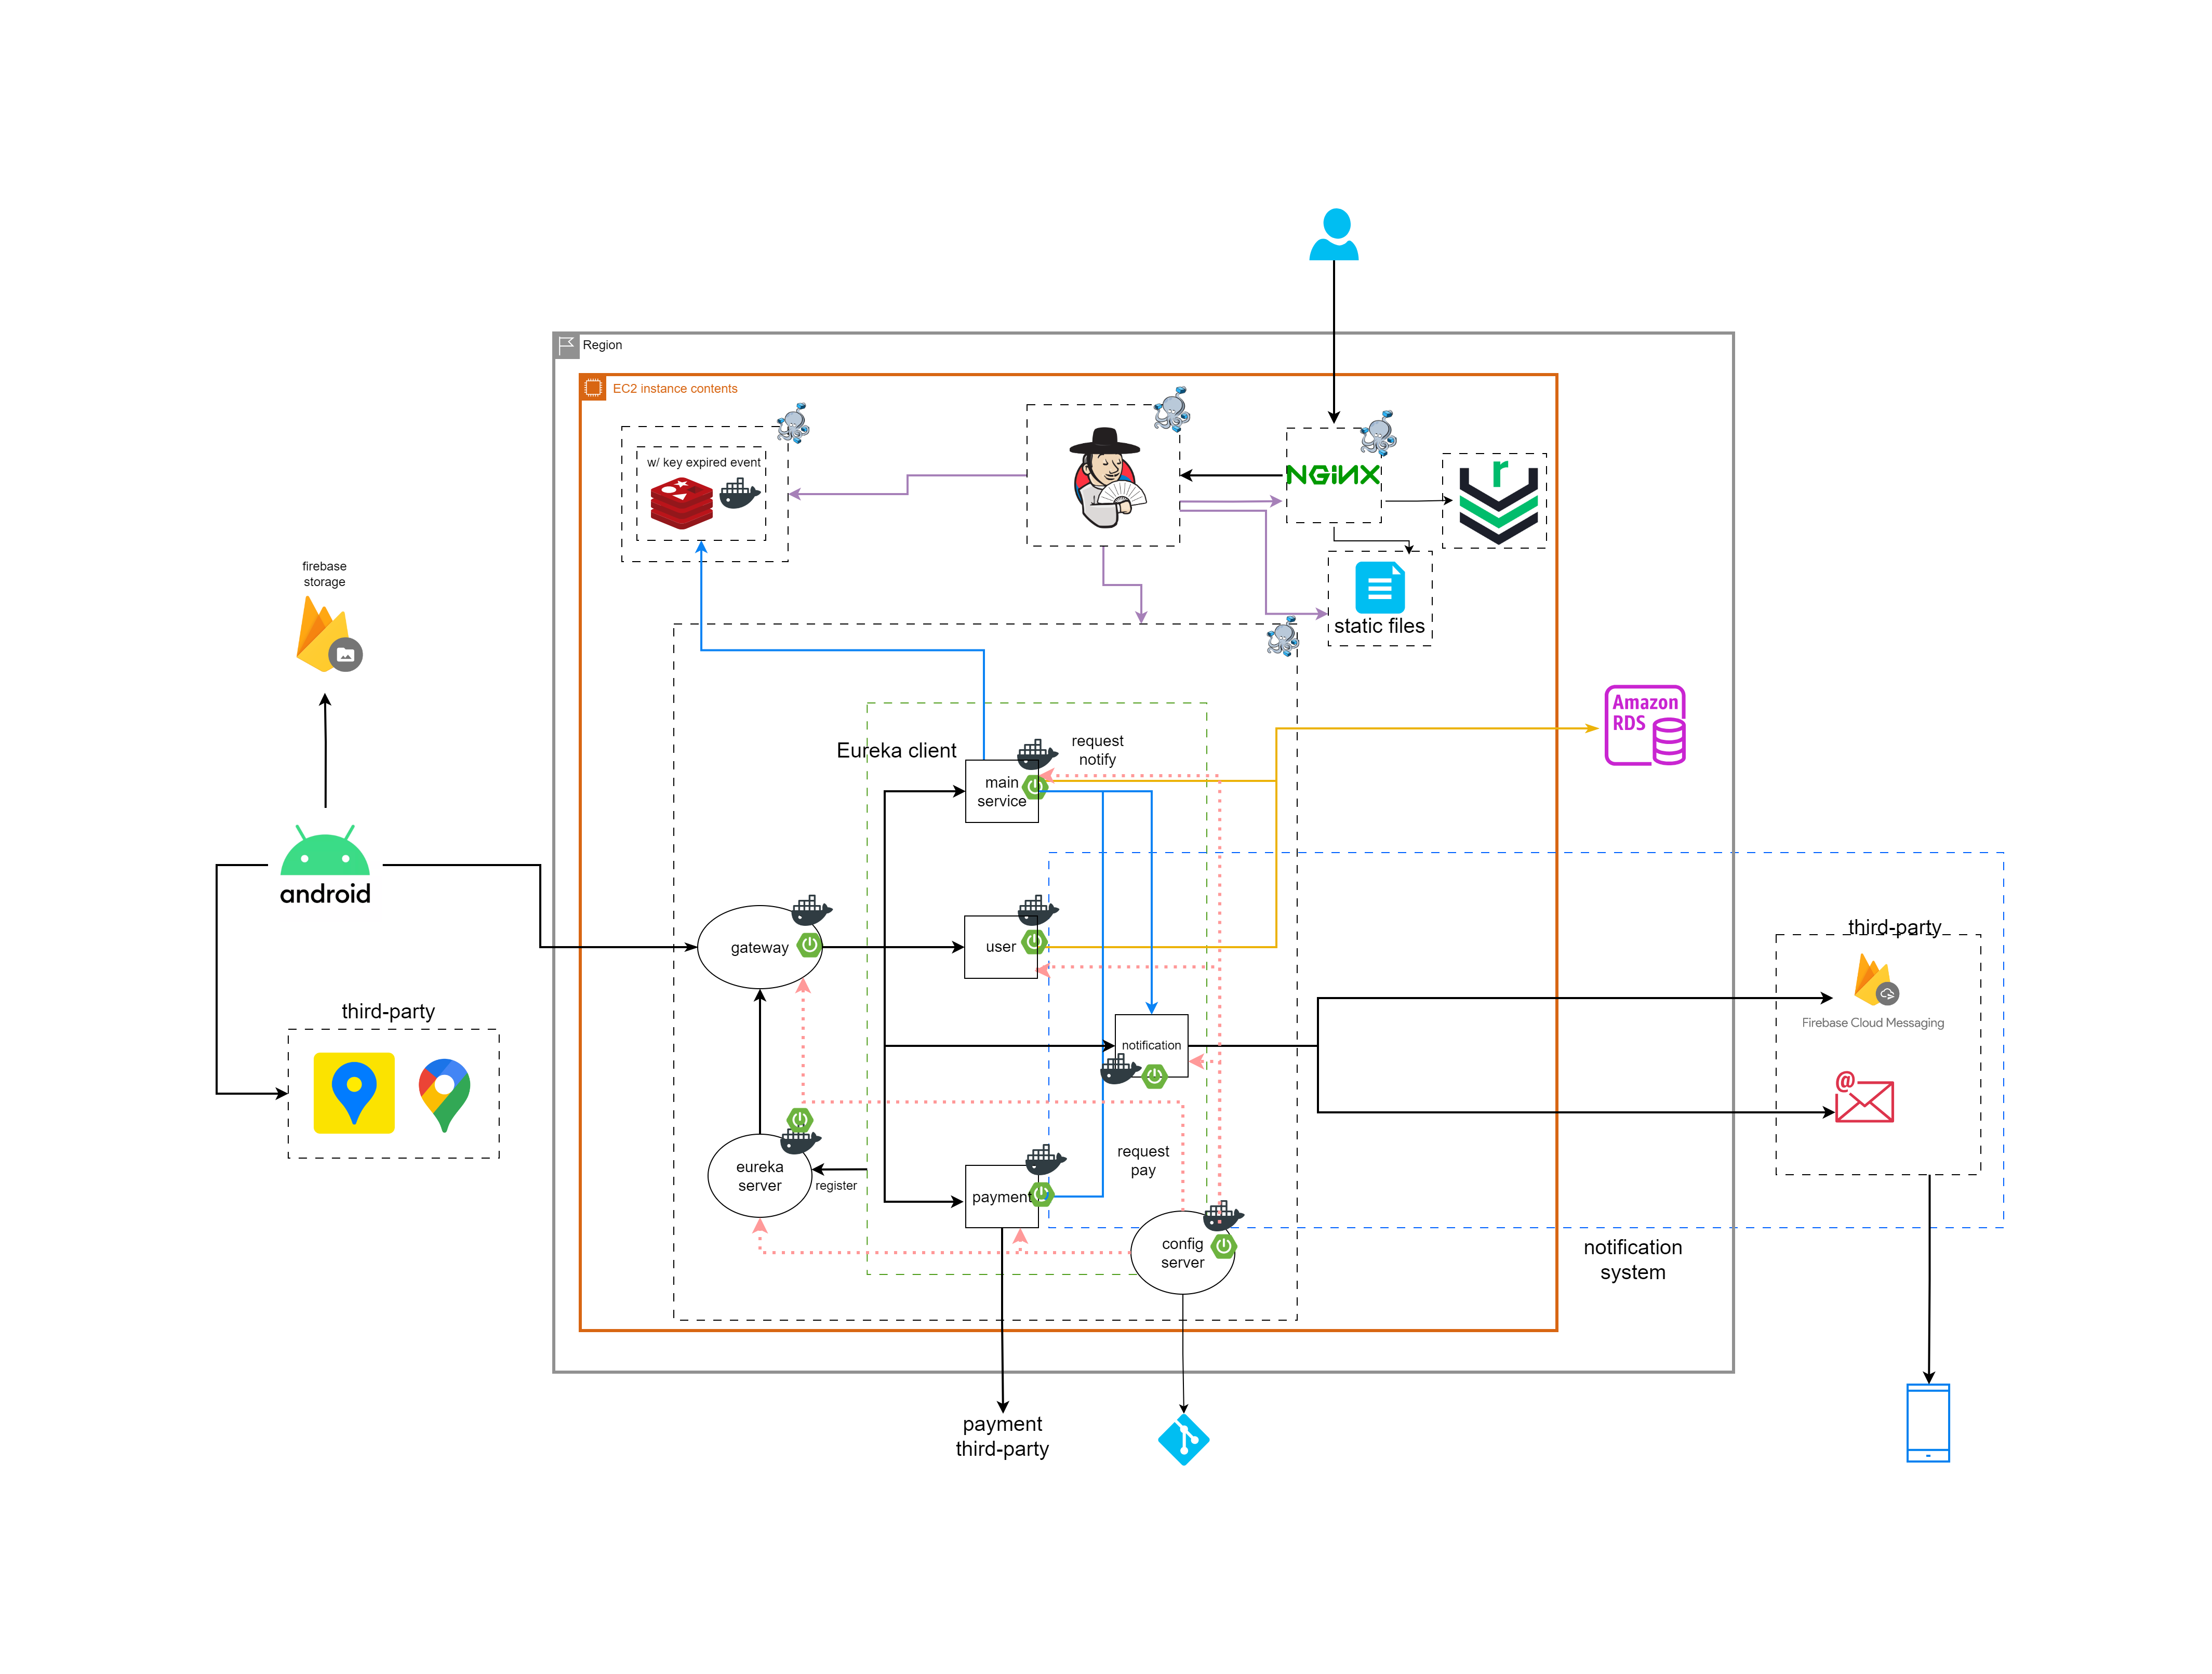 Region
EC2 instance contents
w/ key expired event
NGINX
r
static files
firebase
storage
Amazon
RDS
Eureka client
request
notify
main
service
android
gateway
user
third-party
Firebase Cloud Messaging
third-party
notification
@
eureka
server
register
payment
request
pay
config
server
notification
system
payment
third-party